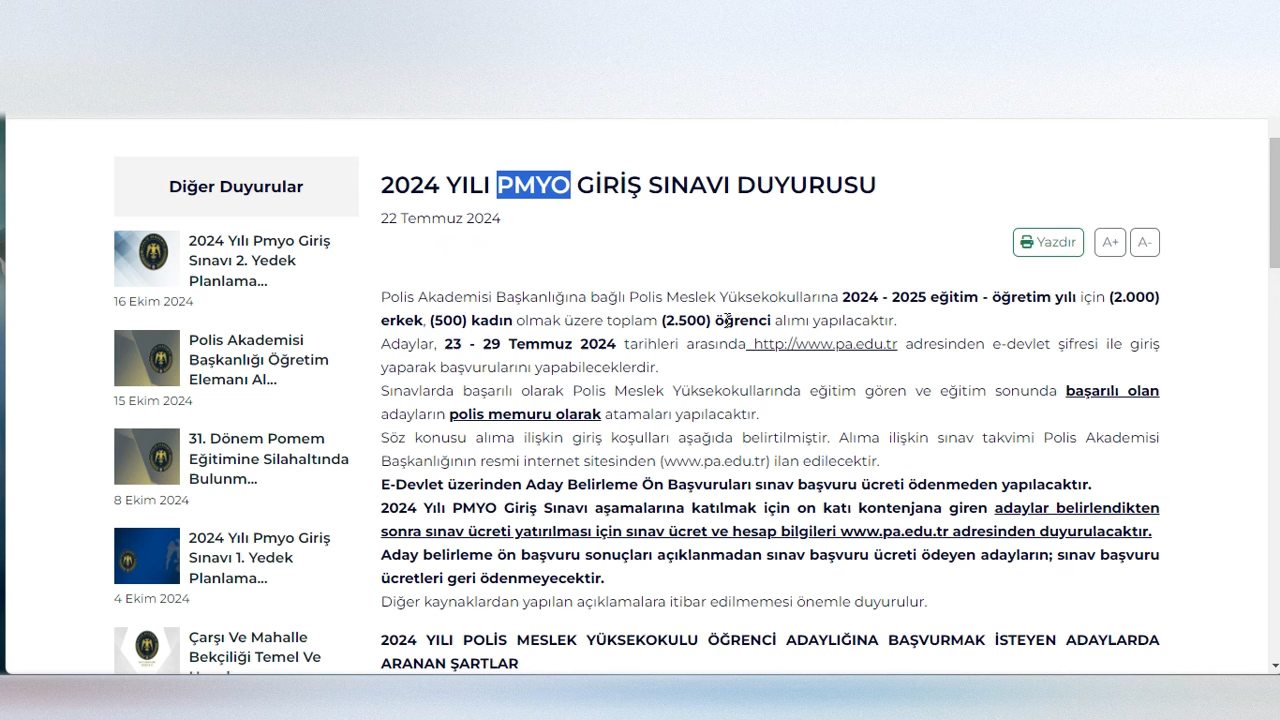 Diğer Duyurular
2024 Yılı Pmyo Giriş
Sınavı 2. Yedek
Planlama...
16 Ekim 2024
Polis Akademisi
Başkanlığı Öğretim
Elemanı Al...
15 Ekim 2024
31. Dönem Pomem
Eğitimine Silahaltında
Bulunm...
8 Ekim 2024
2024 Yılı Pmyo Giriş
Sınavı 1. Yedek
Planlama...
4 Ekim 2024
Çarşı Ve Mahalle
Bekçiliği Temel Ve
2024 YILI PMYO GİRİŞ SINAVI DUYURUSU
22 Temmuz 2024
Yazdır
A+
A-
Polis Akademisi Başkanlığına bağlı Polis Meslek Yüksekokullarına 2024 - 2025 eğitim - öğretim yılı için (2.000)
erkek, (500) kadın olmak üzere toplam (2.500) öğrenci alımı yapılacaktır.
Adaylar, 23 - 29 Temmuz 2024 tarihleri arasında http://www.pa.edu.tr adresinden e-devlet şifresi ile giriş
yaparak başvurularını yapabileceklerdir.
Sınavlarda başarılı olarak Polis Meslek Yüksekokullarında eğitim gören ve eğitim sonunda başarılı olan
adayların polis memuru olarak atamaları yapılacaktır.
Söz konusu alıma ilişkin giriş koşulları aşağıda belirtilmiştir. Alıma ilişkin sınav takvimi Polis Akademisi
Başkanlığının resmi internet sitesinden (www.pa.edu.tr) ilan edilecektir.
E-Devlet üzerinden Aday Belirleme Ön Başvuruları sınav başvuru ücreti ödenmeden yapılacaktır.
2024 Yılı PMYO Giriş Sınavı aşamalarına katılmak için on katı kontenjana giren adaylar belirlendikten
sonra sınav ücreti yatırılması için sınav ücret ve hesap bilgileri www.pa.edu.tr adresinden duyurulacaktır.
Aday belirleme ön başvuru sonuçları açıklanmadan sınav başvuru ücreti ödeyen adayların; sınav başvuru
ücretleri geri ödenmeyecektir.
Diğer kaynaklardan yapılan açıklamalara itibar edilmemesi önemle duyurulur.
2024 YILI POLİS MESLEK YÜKSEKOKULU ÖĞRENCİ ADAYLIĞINA BAŞVURMAK İSTEYEN ADAYLARDA
ARANAN ŞARTLAR